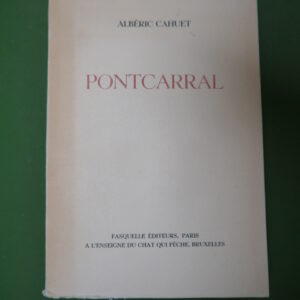 ALBÉRIC CAHUET
PONTCARRAL
FASQUELLE ÉDITEURS, PARIS
A L'ENSEIGNE DU CHAT QUI PÊCHE, BRUXELLES